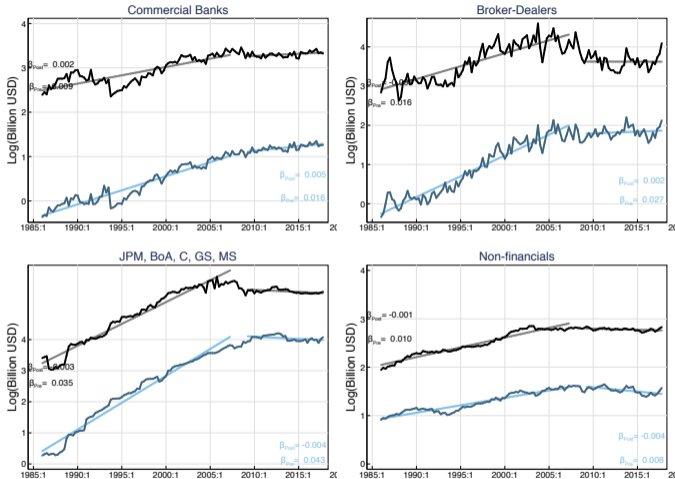 Commercial Banks
4
3
2
1
0
Log(Billion USD)
βPost= 0.002
βPre= 0.009
βPost= 0.005
βPre= 0.016
1985:1 1990:1 1995:1 2000:1 2005:1 2010:1 2015:1 20
Broker-Dealers
4
3
2
1
0
Log(Billion USD)
βPre= 0.016
βPost= 0.002
βPre= 0.027
1985:1 1990:1 1995:1 2000:1 2005:1 2010:1 2015:1 20
JPM, BoA, C, GS, MS
4
3
2
1
0
Log(Billion USD)
βPost= -0.003
βPre= 0.035
βPost= -0.004
βPre= 0.043
1985:1 1990:1 1995:1 2000:1 2005:1 2010:1 2015:1 20
Non-financials
4
3
2
1
0
Log(Billion USD)
βPost= -0.001
βPre= 0.010
βPost= -0.004
βPre= 0.008
1985:1 1990:1 1995:1 2000:1 2005:1 2010:1 2015:1 20